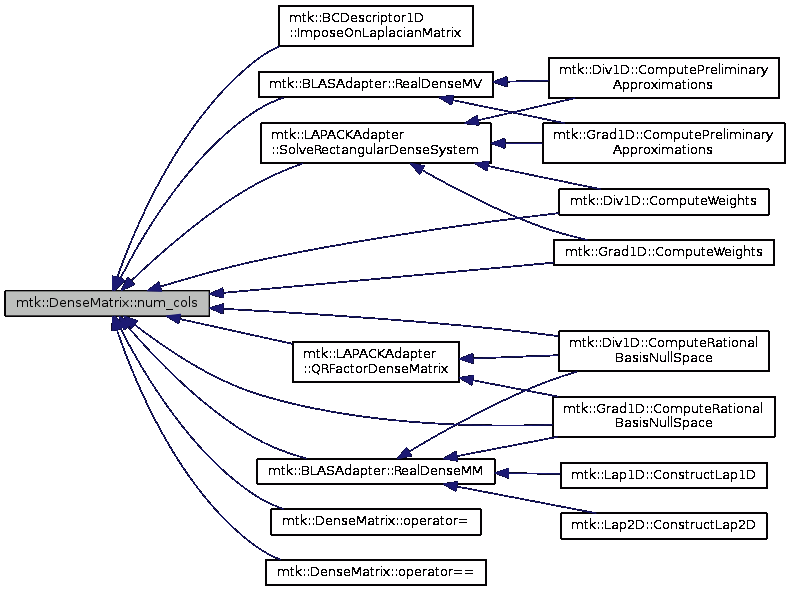 mtk::BCDescriptor1D
::ImposeOnLaplacianMatrix
mtk::BLASAdapter::RealDenseMV
mtk::Div1D::ComputePreliminary
Approximations
mtk::LAPACKAdapter
::SolveRectangularDenseSystem
mtk::Grad1D::ComputePreliminary
Approximations
mtk::Div1D::ComputeWeights
mtk::Grad1D::ComputeWeights
mtk::DenseMatrix::num_cols
mtk::LAPACKAdapter
::QRFactorDenseMatrix
mtk::Div1D::ComputeRational
BasisNullSpace
mtk::Grad1D::ComputeRational
BasisNullSpace
mtk::BLASAdapter::RealDenseMM
mtk::Lap1D::ConstructLap1D
mtk::DenseMatrix::operator=
mtk::Lap2D::ConstructLap2D
mtk::DenseMatrix::operator==